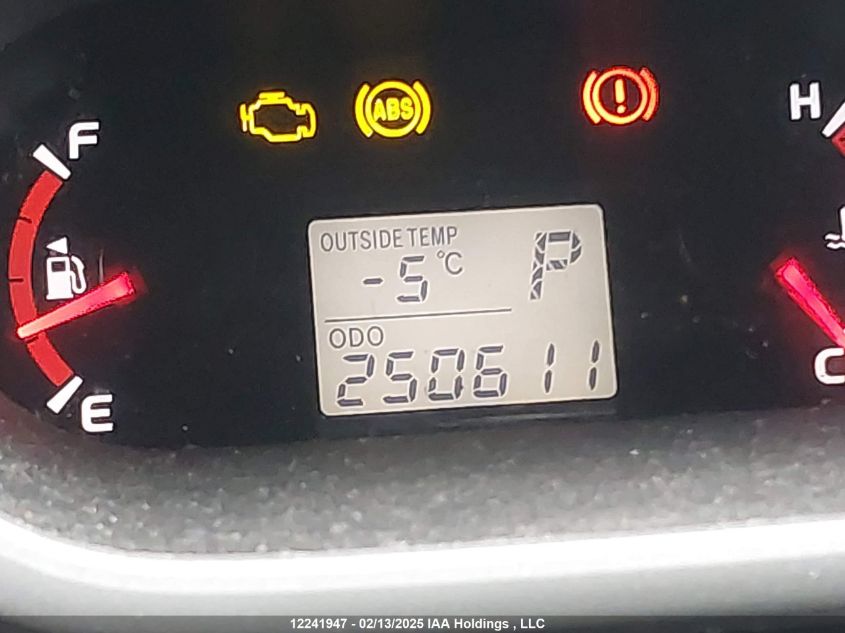 ABS
!
F
H
OUTSIDE TEMP
-5 °C
P
ODO
250611
E
C
12241947 - 02/13/2025 IAA Holdings , LLC